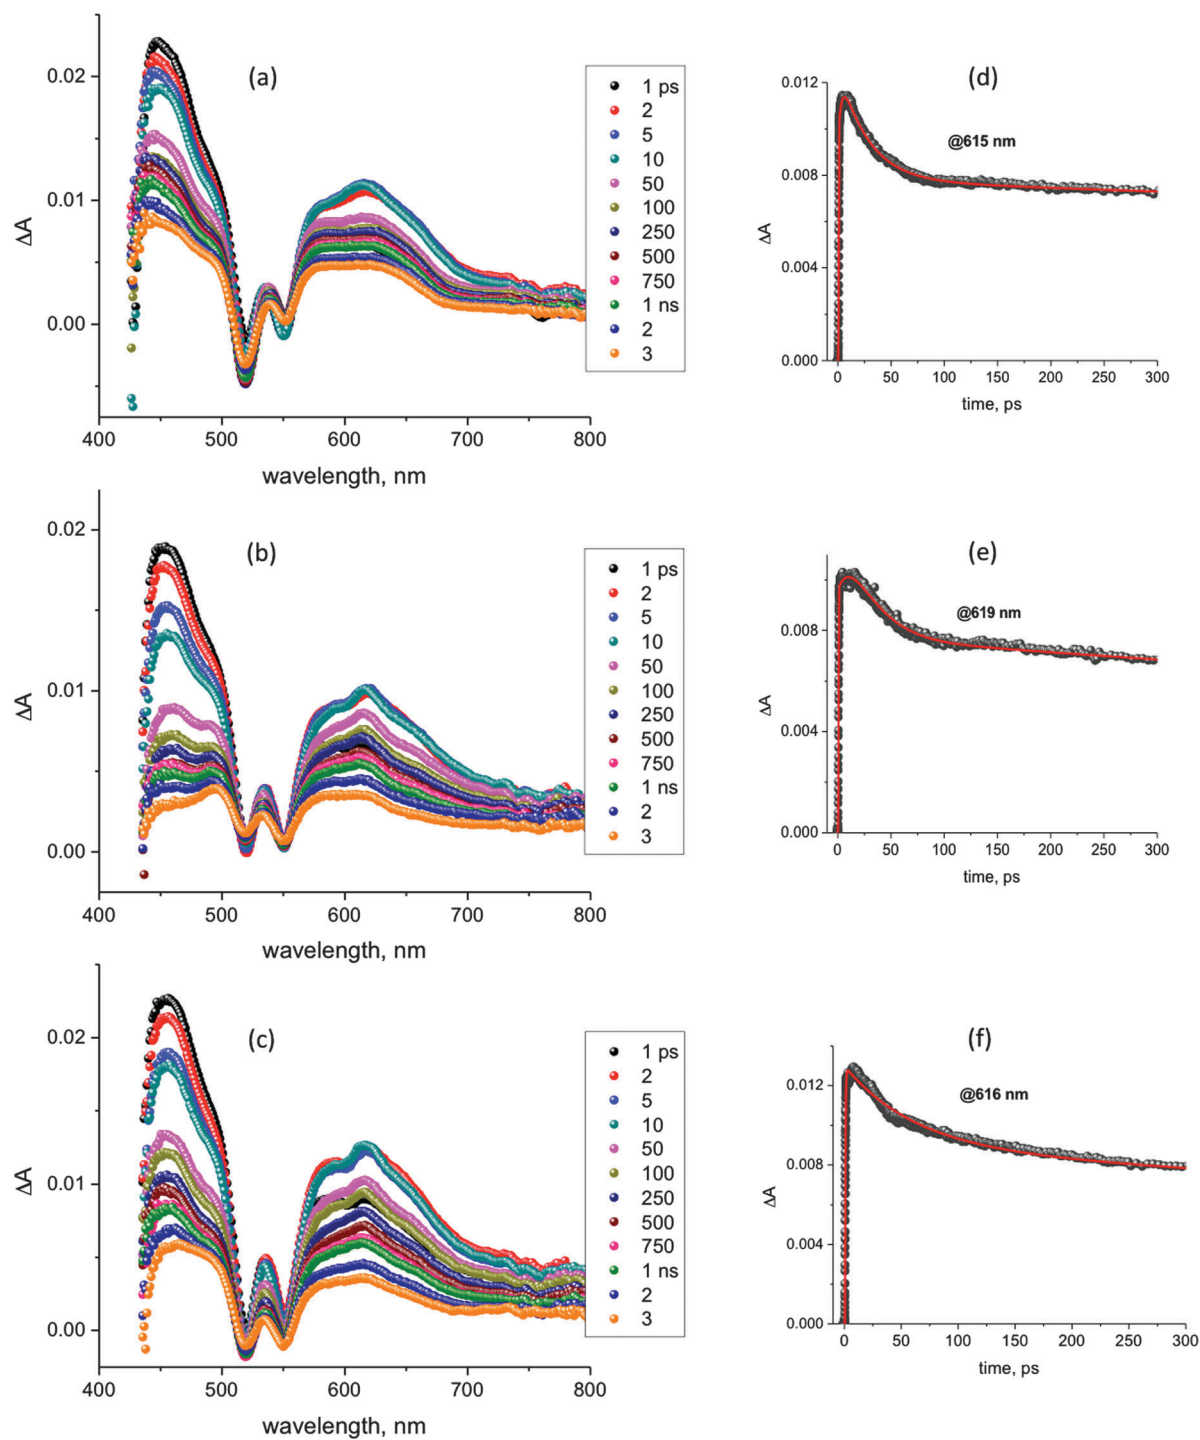 (a)
0.02
0.01
0.00
ΔA
1 ps
2
5
10
50
100
250
500
750
1 ns
2
3
400 500 600 700 800
wavelength, nm
(d)
@615 nm
0.012
0.008
0.004
0.000
ΔA
0 50 100 150 200 250 300
time, ps
(b)
0.02
0.01
0.00
ΔA
1 ps
2
5
10
50
100
250
500
750
1 ns
2
3
400 500 600 700 800
wavelength, nm
(e)
@619 nm
0.008
0.004
0.000
ΔA
0 50 100 150 200 250 300
time, ps
(c)
0.02
0.01
0.00
ΔA
1 ps
2
5
10
50
100
250
500
750
1 ns
2
3
400 500 600 700 800
wavelength, nm
(f)
@616 nm
0.012
0.008
0.004
0.000
ΔA
0 50 100 150 200 250 300
time, ps